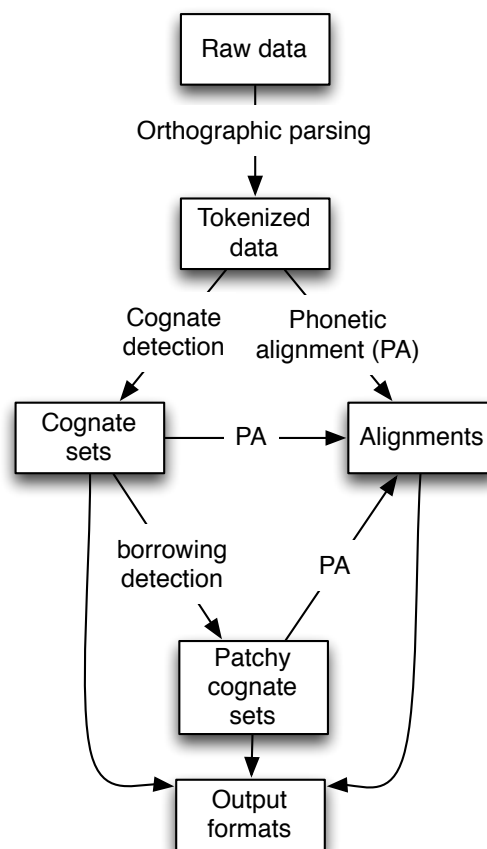 Raw data
Orthographic parsing
Tokenized
data
Cognate
detection
Phonetic
alignment (PA)
Cognate
sets
PA
Alignments
borrowing
detection
PA
Patchy
cognate
sets
Output
formats